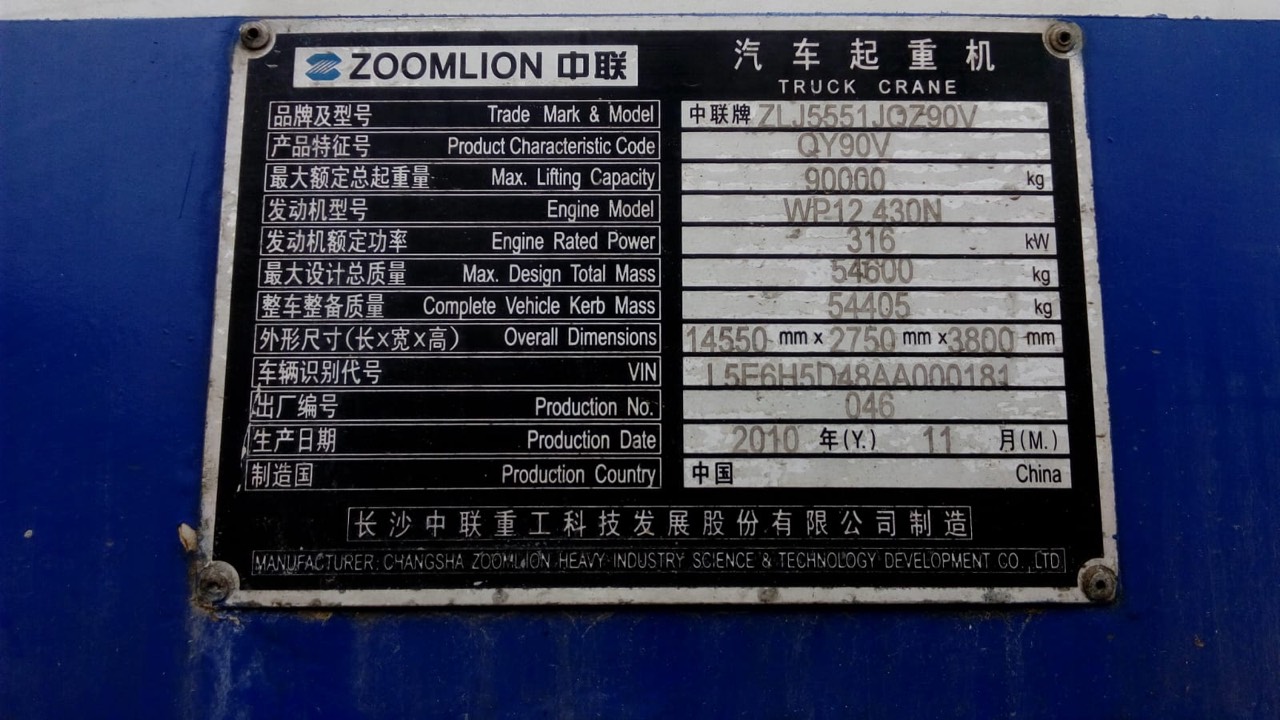 ZOOMLION 中联
汽车起重机
TRUCK CRANE
品牌及型号 Trade Mark & Model 中联牌 ZLJ5551JQZ90V
产品特征号 Product Characteristic Code QY90V
最大额定总起重量 Max. Lifting Capacity 90000 kg
发动机型号 Engine Model WP12.430N
发动机额定功率 Engine Rated Power 316 kW
最大设计总质量 Max. Design Total Mass 54600 kg
整车整备质量 Complete Vehicle Kerb Mass 54405 kg
外形尺寸(长×宽×高) Overall Dimensions 14550 mm x 2750 mm x 3800 mm
车辆识别代号 VIN L5E6H5D48AA000181
出厂编号 Production No. 046
生产日期 Production Date 2010 年(Y.) 11 月(M.)
制造国 Production Country 中国 China
长沙中联重工科技发展股份有限公司制造
MANUFACTURER: CHANGSHA ZOOMLION HEAVY INDUSTRY SCIENCE & TECHNOLOGY DEVELOPMENT CO.,LTD.